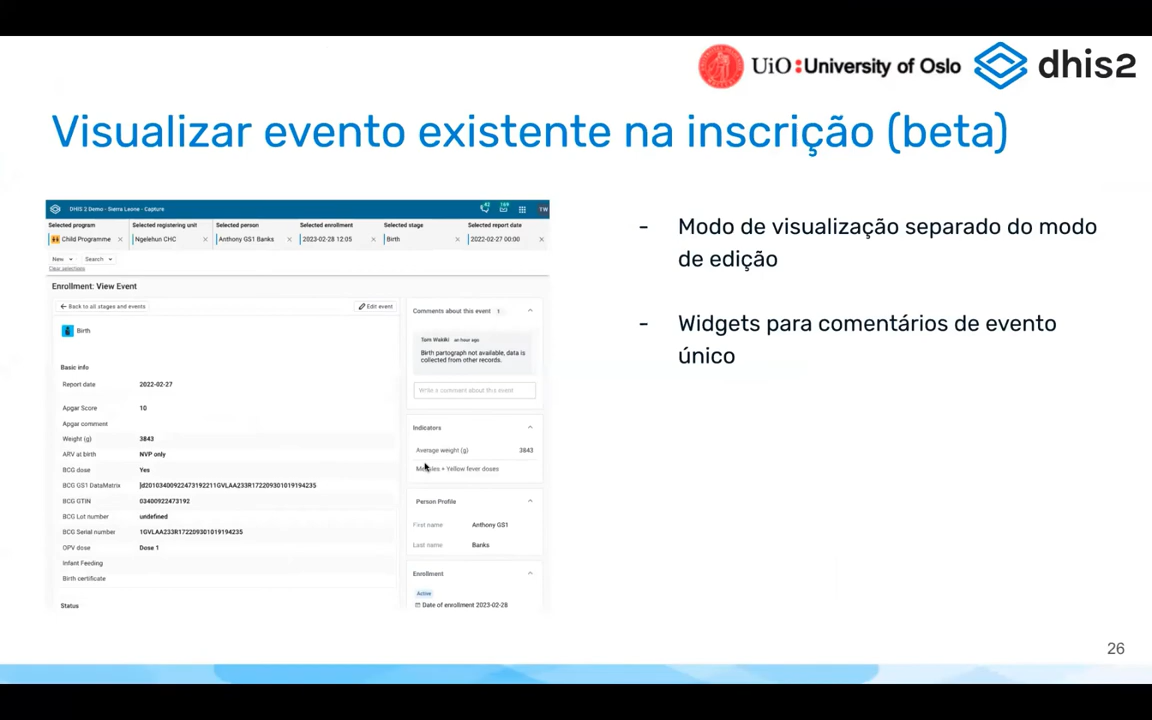 UiO:University of Oslo
dhis2
Visualizar evento existente na inscrição (beta)
DHIS 2 Demo - Sierra Leone - Capture
42
169
TW
Selected program
Selected registering unit
Selected person
Selected enrollment
Selected stage
Selected report date
Child Programme
Ngelehun CHC
Anthony GS1 Banks
2023-02-28 12:05
Birth
2022-02-27 00:00
New
Search
Clear selections
Enrollment: View Event
Back to all stages and events
Edit event
Birth
Basic info
Report date 2022-02-27
Apgar Score 10
Apgar comment
Weight (g) 3843
ARV at birth NVP only
BCG dose Yes
BCG GS1 DataMatrix ]d2010340092247319221​1GVLAA233R172209301019194235
BCG GTIN 03400922473192
BCG Lot number undefined
BCG Serial number 1GVLAA233R172209301019194235
OPV dose Dose 1
Infant Feeding
Birth certificate
Status
Comments about this event 1
Tom Wakiki an hour ago
Birth partograph not available, data is
collected from other records.
Write a comment about this event
Indicators
Average weight (g) 3843
+ Yellow fever doses
Person Profile
First name Anthony GS1
Last name Banks
Enrollment
Active
Date of enrollment 2023-02-28
- Modo de visualização separado do modo
de edição
- Widgets para comentários de evento
único
26